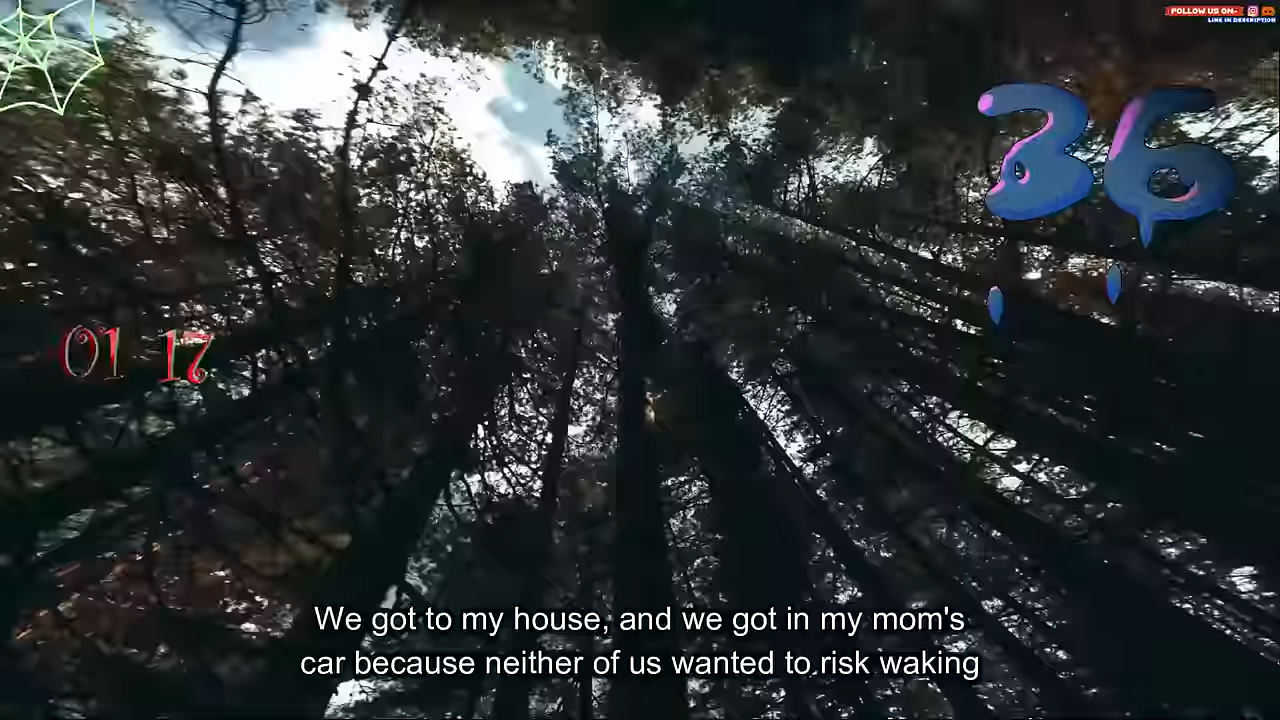 FOLLOW US ON-
LINK IN DESCRIPTION
36
01 17
We got to my house, and we got in my mom's
car because neither of us wanted to risk waking